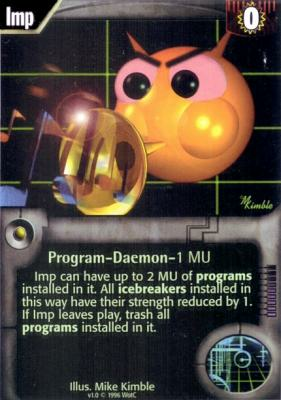 Imp
0
Mike Kimble
Program-Daemon-1 MU
Imp can have up to 2 MU of programs
installed in it. All icebreakers installed in
this way have their strength reduced by 1.
If Imp leaves play, trash all
programs installed in it.
Illus. Mike Kimble
v1.0 © 1996 WotC